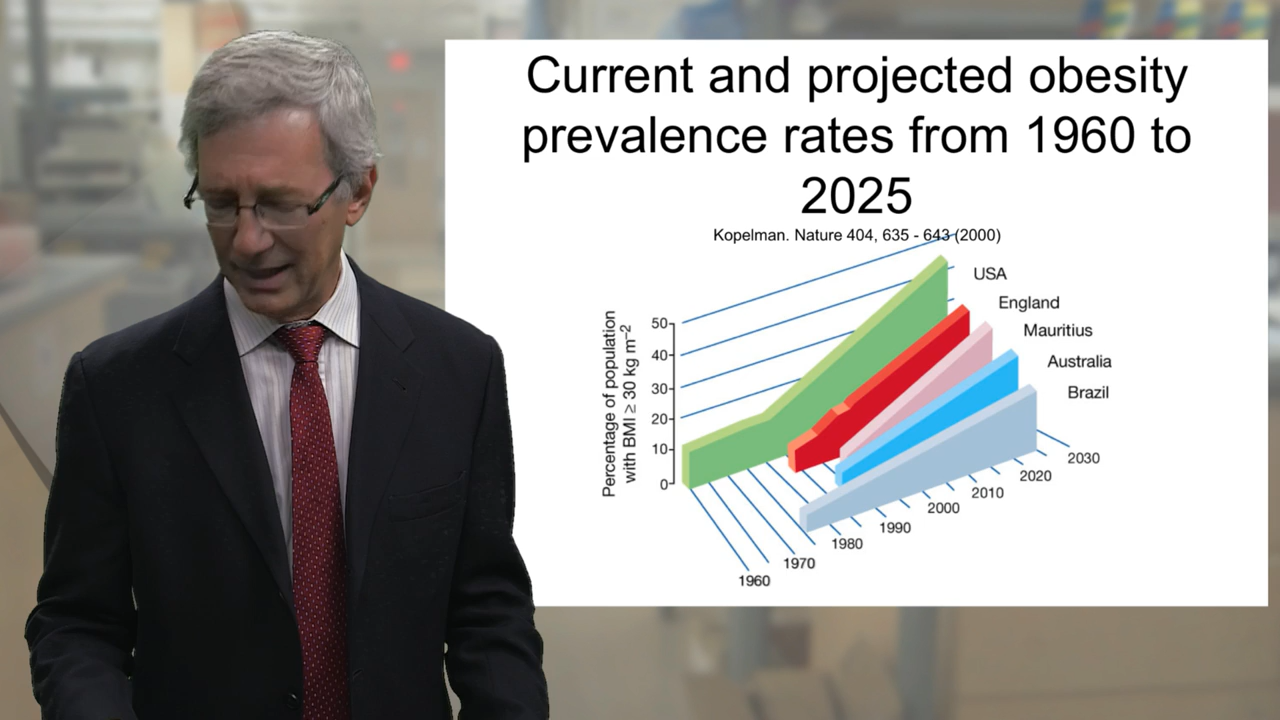 Current and projected obesity
prevalence rates from 1960 to
2025
Kopelman. Nature 404, 635 - 643 (2000)
USA
England
Mauritius
Australia
Brazil
Percentage of population
with BMI ≥ 30 kg m⁻²
50
40
30
20
10
0
1960
1970
1980
1990
2000
2010
2020
2030